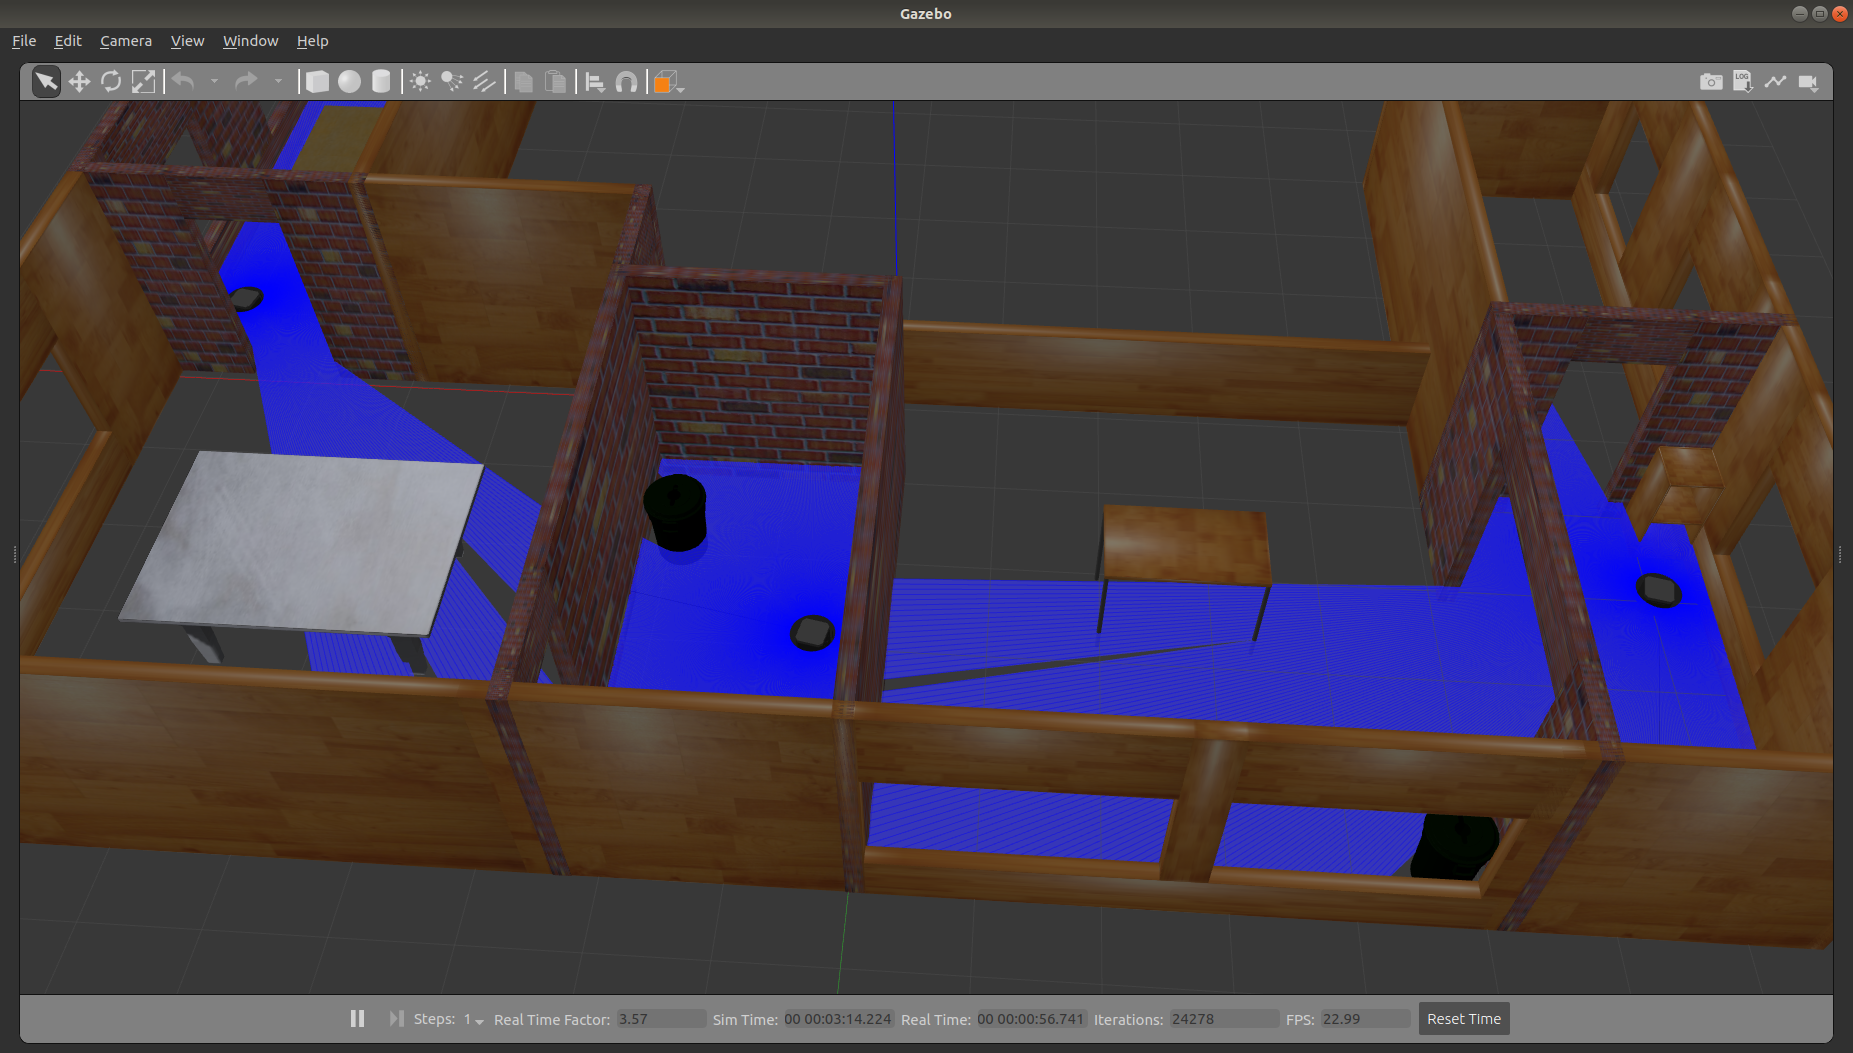 Gazebo
File Edit Camera View Window Help
LOG
Steps: 1 Real Time Factor: 3.57 Sim Time: 00 00:03:14.224 Real Time: 00 00:00:56.741 Iterations: 24278 FPS: 22.99 Reset Time